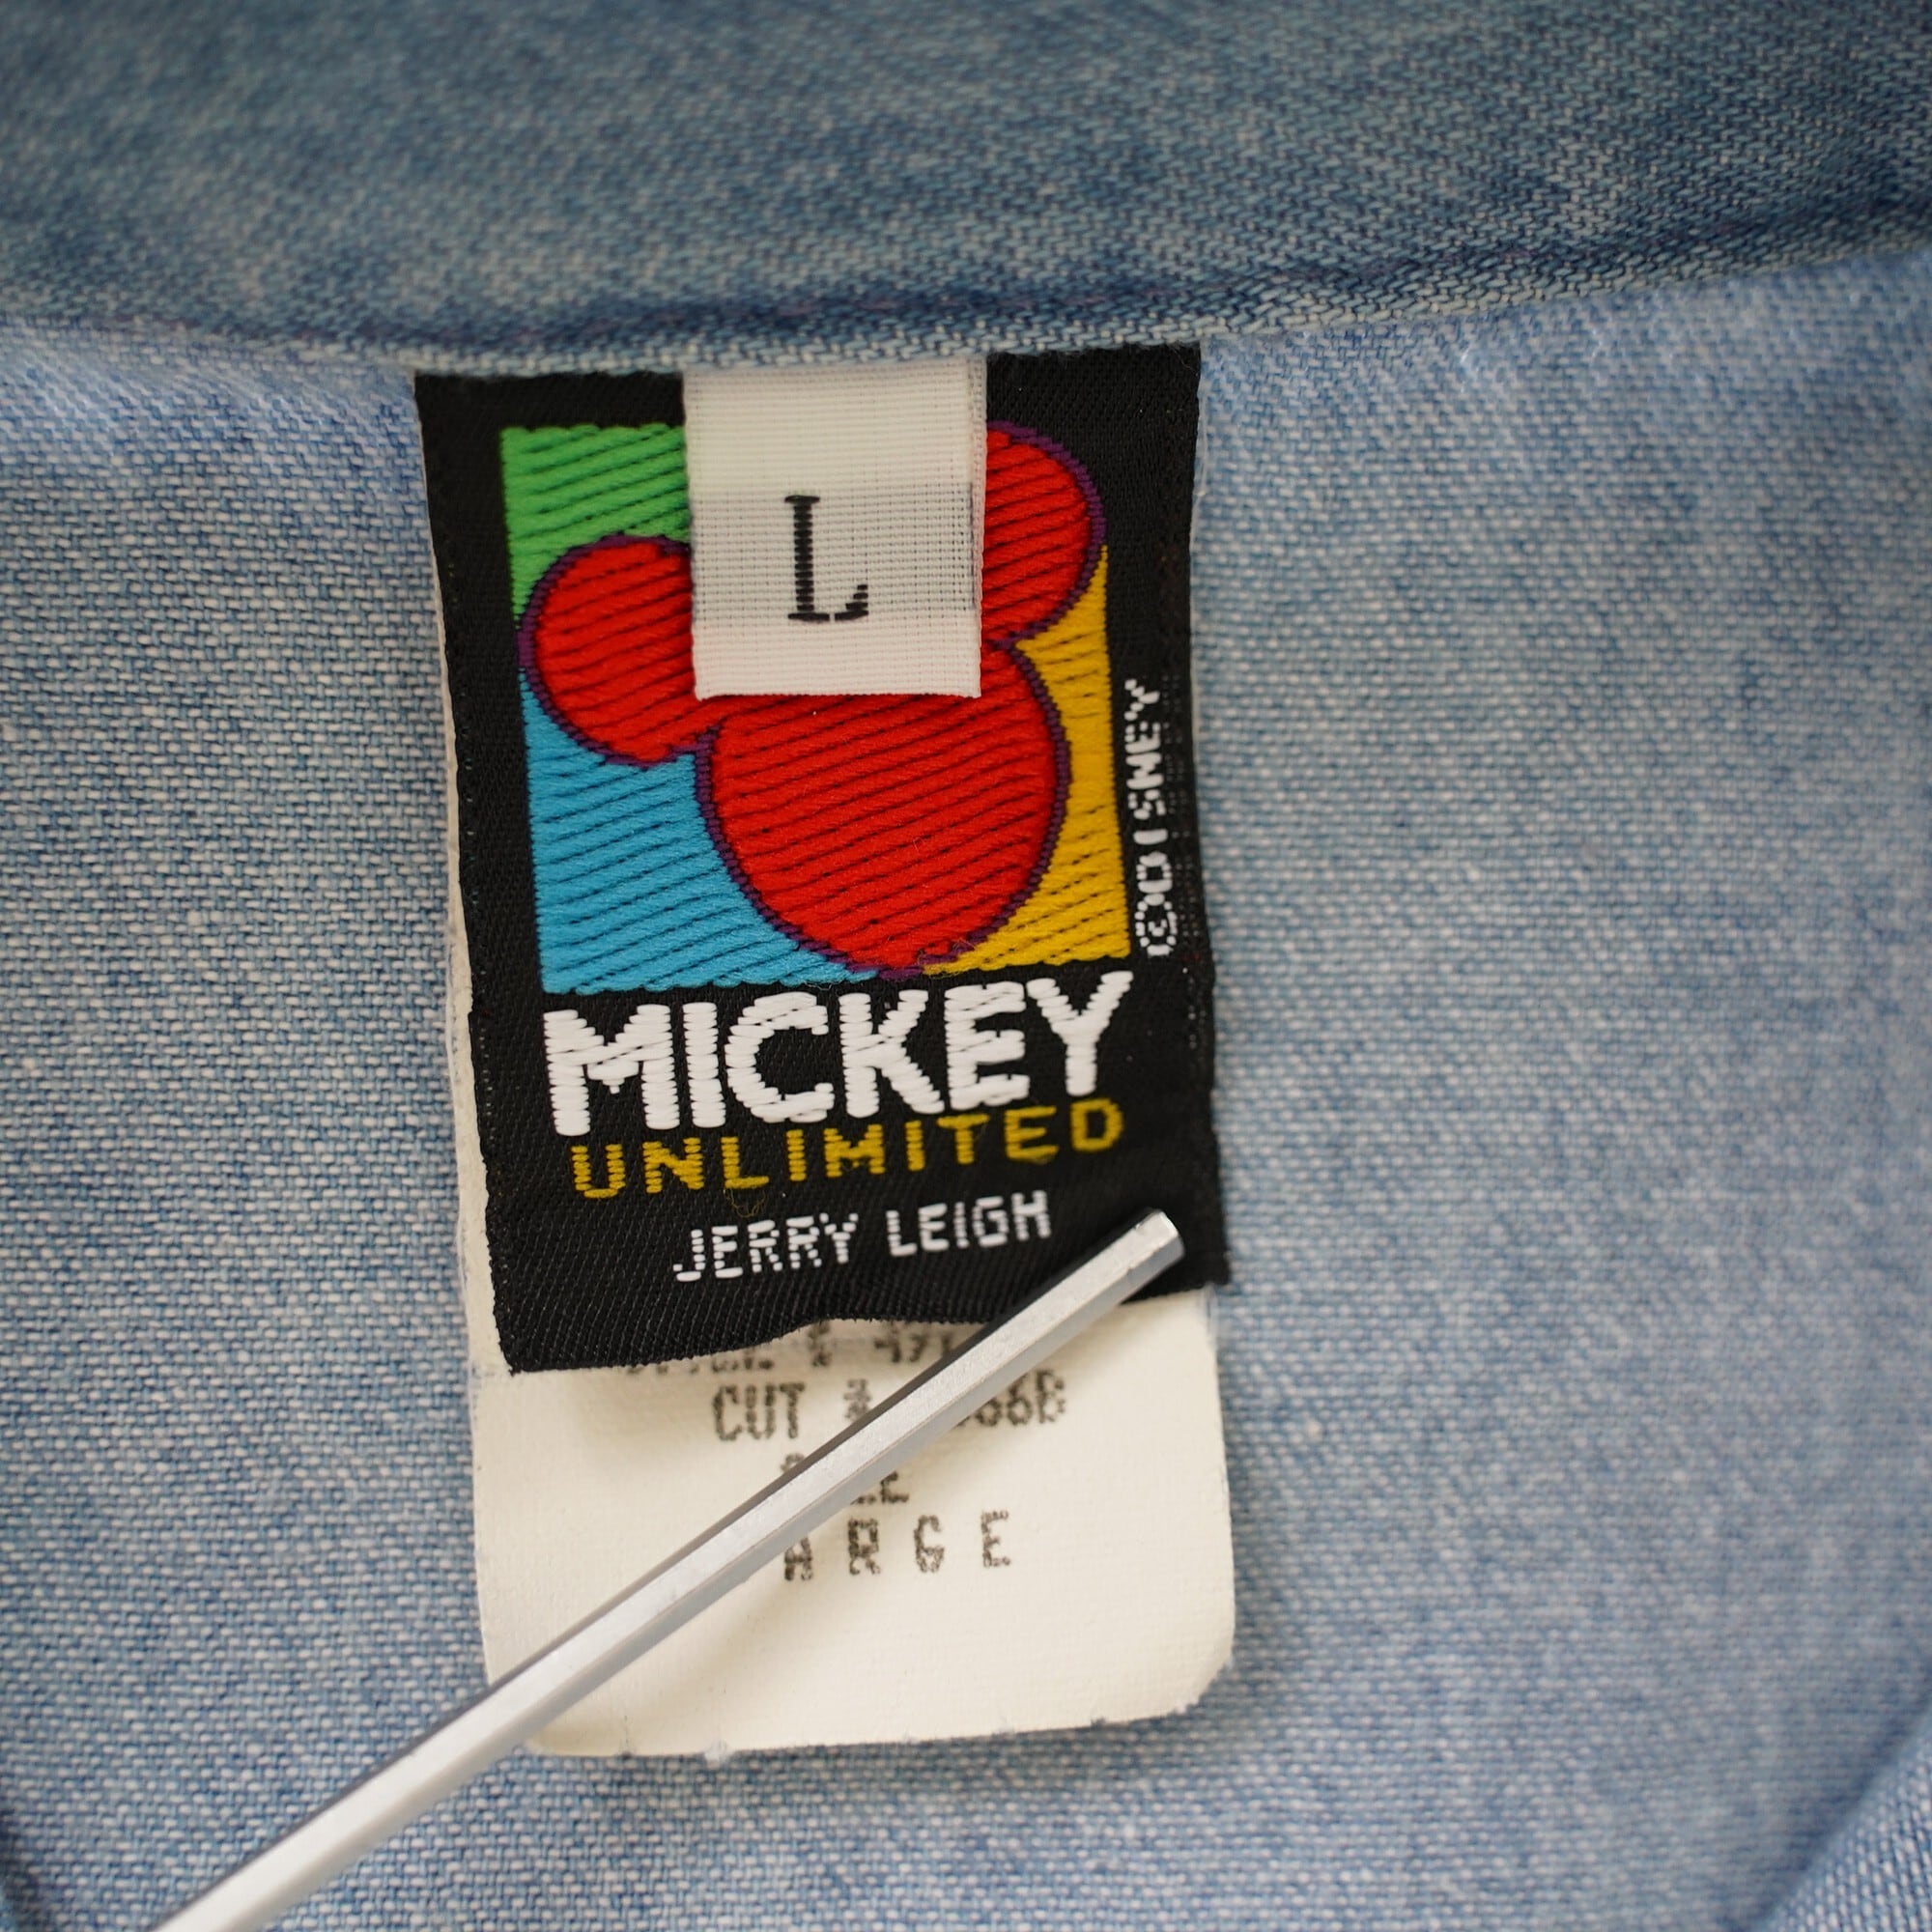 L
©DISNEY
MICKEY
UNLIMITED
JERRY LEIGH
CUT
ARGE